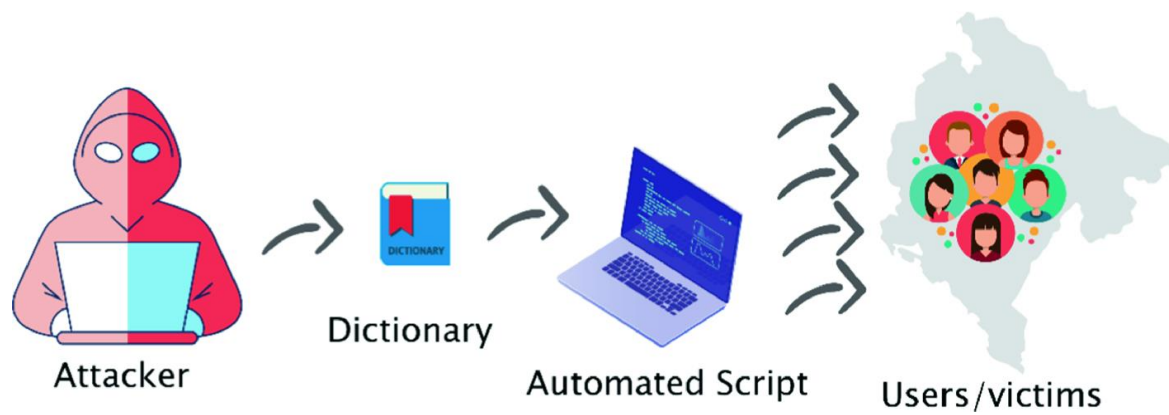 DICTIONARY
Attacker
Dictionary
Automated Script
Users/victims